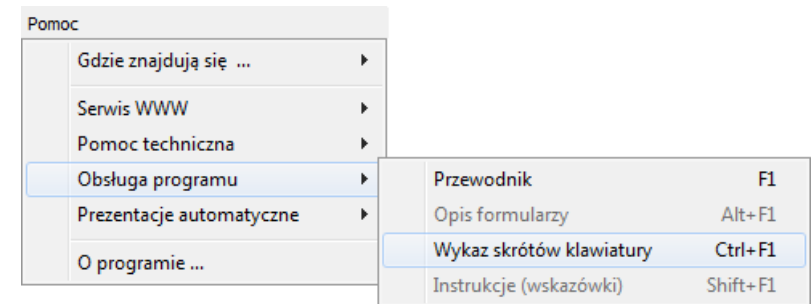 Pomoc
Gdzie znajdują się ...
Serwis WWW
Pomoc techniczna
Obsługa programu
Prezentacje automatyczne
O programie ...
Przewodnik F1
Opis formularzy Alt+F1
Wykaz skrótów klawiatury Ctrl+F1
Instrukcje (wskazówki) Shift+F1